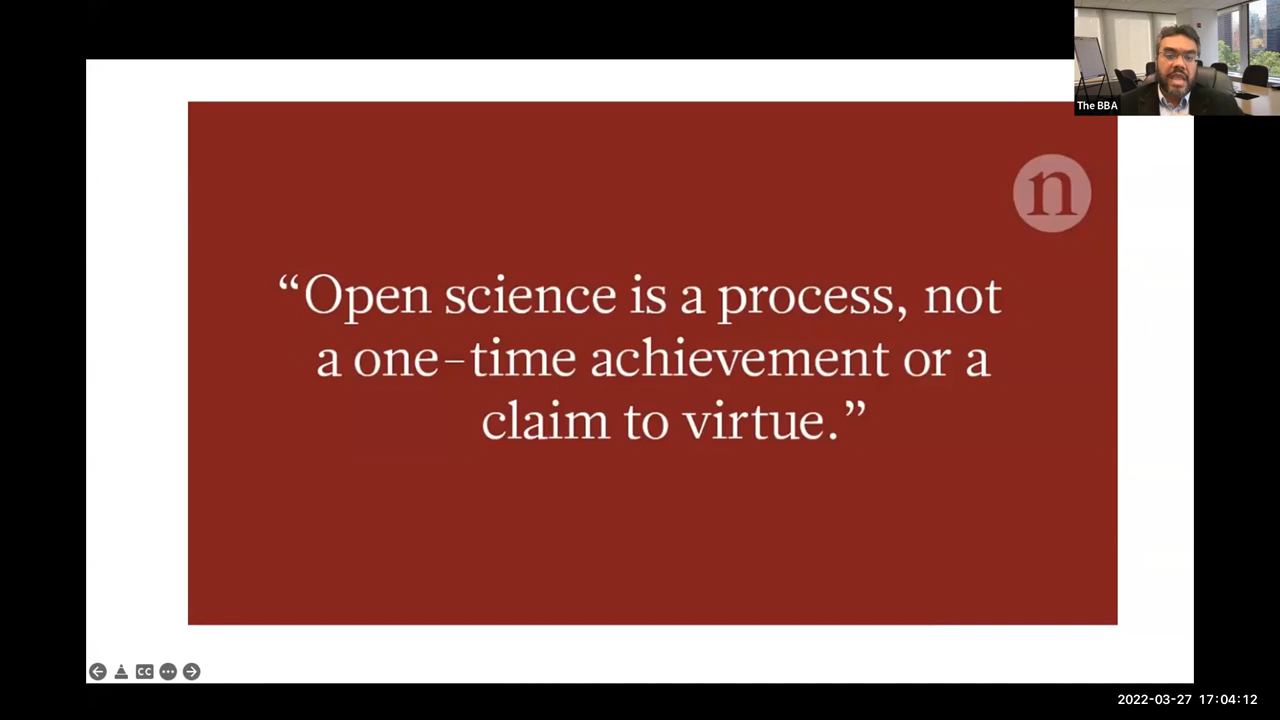 The BBA
n
“Open science is a process, not
a one-time achievement or a
claim to virtue.”
CC
2022-03-27 17:04:12